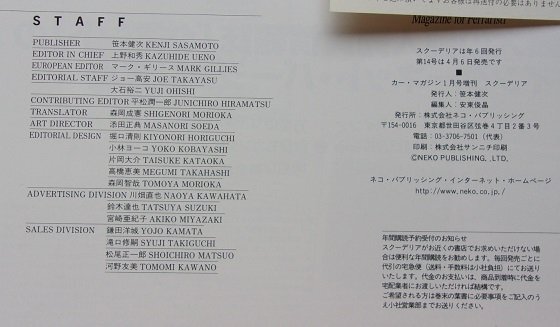 STAFF
PUBLISHER 笹本健次 KENJI SASAMOTO
EDITOR IN CHIEF 上野和秀 KAZUHIDE UENO
EUROPEAN EDITOR マーク・ギリース MARK GILLIES
EDITORIAL STAFF ジョー高安 JOE TAKAYASU
大石裕二 YUJI OHISHI
CONTRIBUTING EDITOR 平松潤一郎 JUNICHIRO HIRAMATSU
TRANSLATOR 森岡成憲 SHIGENORI MORIOKA
ART DIRECTOR 添田正典 MASANORI SOEDA
EDITORIAL DESIGN 堀口清則 KIYONORI HORIGUCHI
小林ヨーコ YOKO KOBAYASHI
片岡大介 TAISUKE KATAOKA
高橋恵美 MEGUMI TAKAHASHI
森岡智哉 TOMOYA MORIOKA
ADVERTISING DIVISION 川畑直也 NAOYA KAWAHATA
鈴木達也 TATSUYA SUZUKI
宮崎亜紀子 AKIKO MIYAZAKI
SALES DIVISION 鎌田洋城 YOJO KAMATA
滝口修嗣 SYUJI TAKIGUCHI
松尾正一郎 SHOICHIRO MATSUO
河野友美 TOMOMI KAWANO
Magazine for Ferraristi
スクーデリアは年6回発行
第14号は4月6日発売です
■
カー・マガジン1月号増刊 スクーデリア
発行人：笹本健次
編集人：安東俊晶
発行所：株式会社ネコ・パブリッシング
〒154-0016 東京都世田谷区弦巻4丁目2番3号
電話：03-3706-7501（代表）
印刷：株式会社サンニチ印刷
©NEKO PUBLISHING ,LTD.
ネコ・パブリッシング・インターネット・ホームページ
http://www.neko.co.jp./
年間購読予約受付のお知らせ
スクーデリアがお近くの書店でお求めいただけない場
合は便利な年間購読をお勧めします。毎回発売ごとに
代引の宅急便（送料・手数料は小社負担）にてお送り
いたします。代金のお支払いは、商品到着時に代金を
宅配業者にお渡しいただければ結構です。
ご希望される方は巻末の葉書に必要事項をご記入のう
え小社営業部までお送りください。